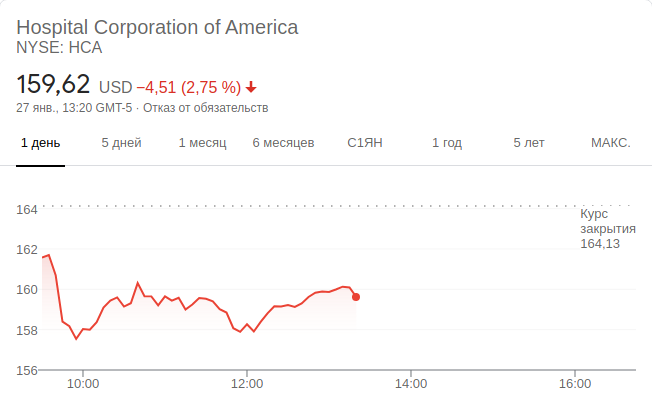 Hospital Corporation of America
NYSE: HCA
159,62 USD −4,51 (2,75 %)
27 янв., 13:20 GMT-5 · Отказ от обязательств
1 день 5 дней 1 месяц 6 месяцев С1ЯН 1 год 5 лет МАКС.
164
Курс
закрытия
164,13
162
160
158
156
10:00 12:00 14:00 16:00